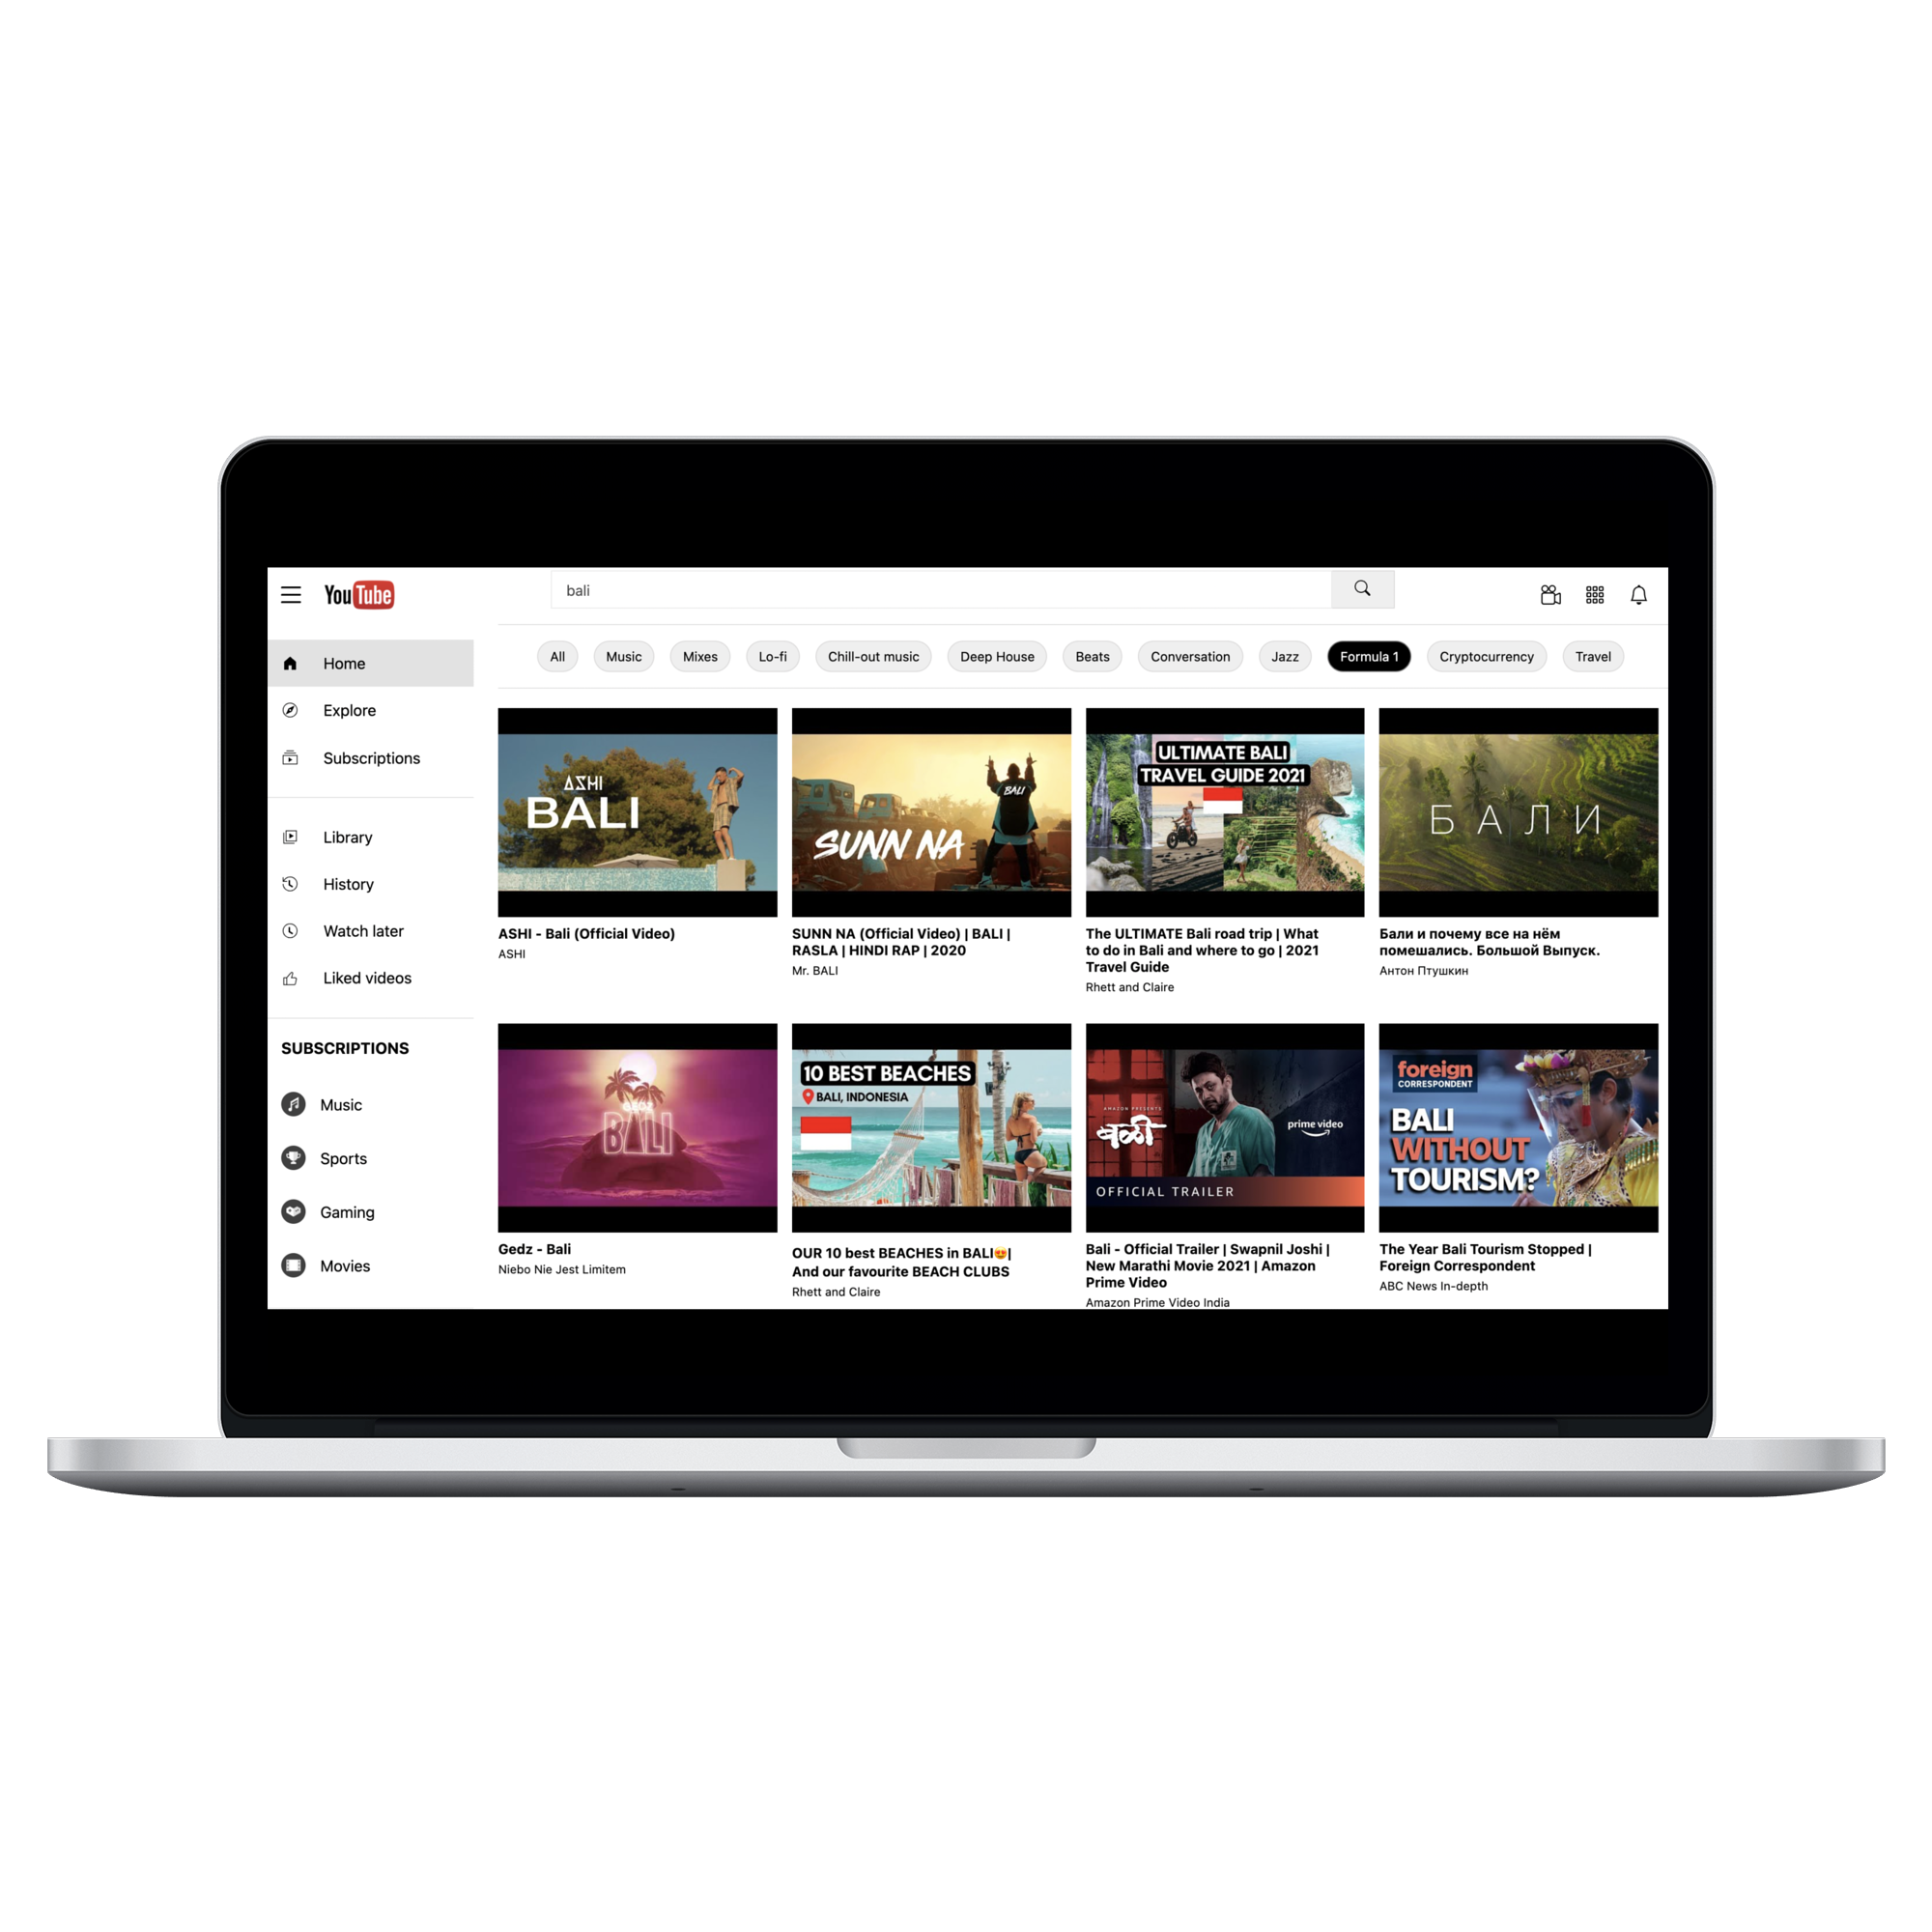 YouTube
bali
Home
Explore
Subscriptions
Library
History
Watch later
Liked videos
SUBSCRIPTIONS
Music
Sports
Gaming
Movies
All
Music
Mixes
Lo-fi
Chill-out music
Deep House
Beats
Conversation
Jazz
Formula 1
Cryptocurrency
Travel
ΔSHI
BALI
ASHI - Bali (Official Video)
ASHI
BALI
SUNN NA
SUNN NA (Official Video) | BALI |
RASLA | HINDI RAP | 2020
Mr. BALI
ULTIMATE BALI
TRAVEL GUIDE 2021
The ULTIMATE Bali road trip | What
to do in Bali and where to go | 2021
Travel Guide
Rhett and Claire
БАЛИ
Бали и почему все на нём
помешались. Большой Выпуск.
Антон Птушкин
GEDZ
BALI
Gedz - Bali
Niebo Nie Jest Limitem
10 BEST BEACHES
BALI, INDONESIA
OUR 10 best BEACHES in BALI😍|
And our favourite BEACH CLUBS
Rhett and Claire
AMAZON PRESENTS
बळी
prime video
OFFICIAL TRAILER
Bali - Official Trailer | Swapnil Joshi |
New Marathi Movie 2021 | Amazon
Prime Video
Amazon Prime Video India
foreign
CORRESPONDENT
BALI
WITHOUT
TOURISM?
The Year Bali Tourism Stopped |
Foreign Correspondent
ABC News In-depth